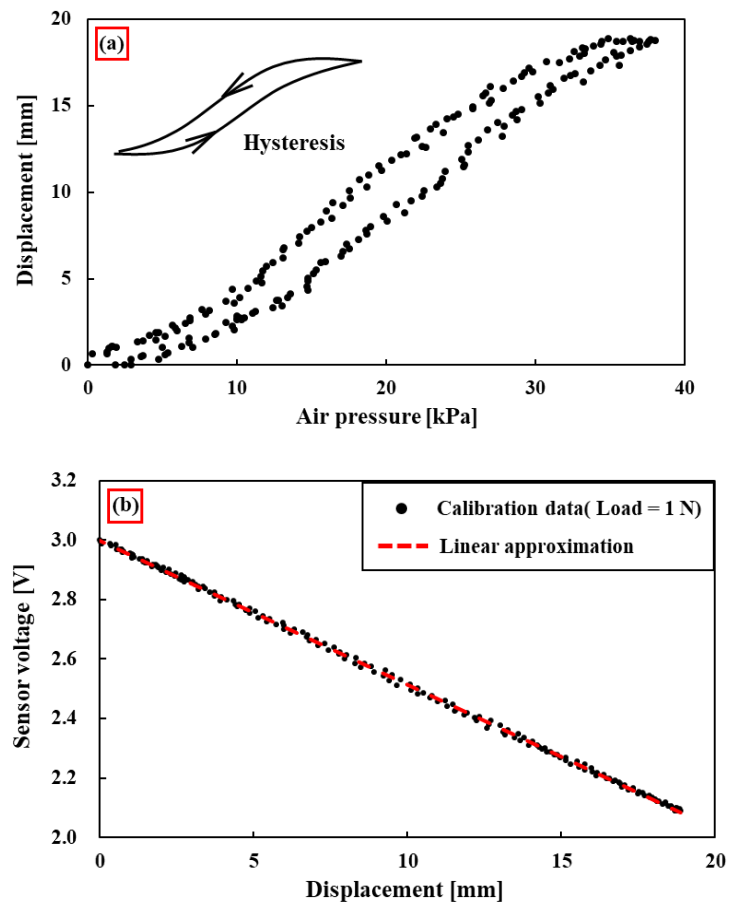 (a)
20
15
10
5
0
Displacement [mm]
Hysteresis
0 10 20 30 40
Air pressure [kPa]
(b)
3.2
3.0
2.8
2.6
2.4
2.2
2.0
Sensor voltage [V]
Calibration data( Load = 1 N)
Linear approximation
0 5 10 15 20
Displacement [mm]